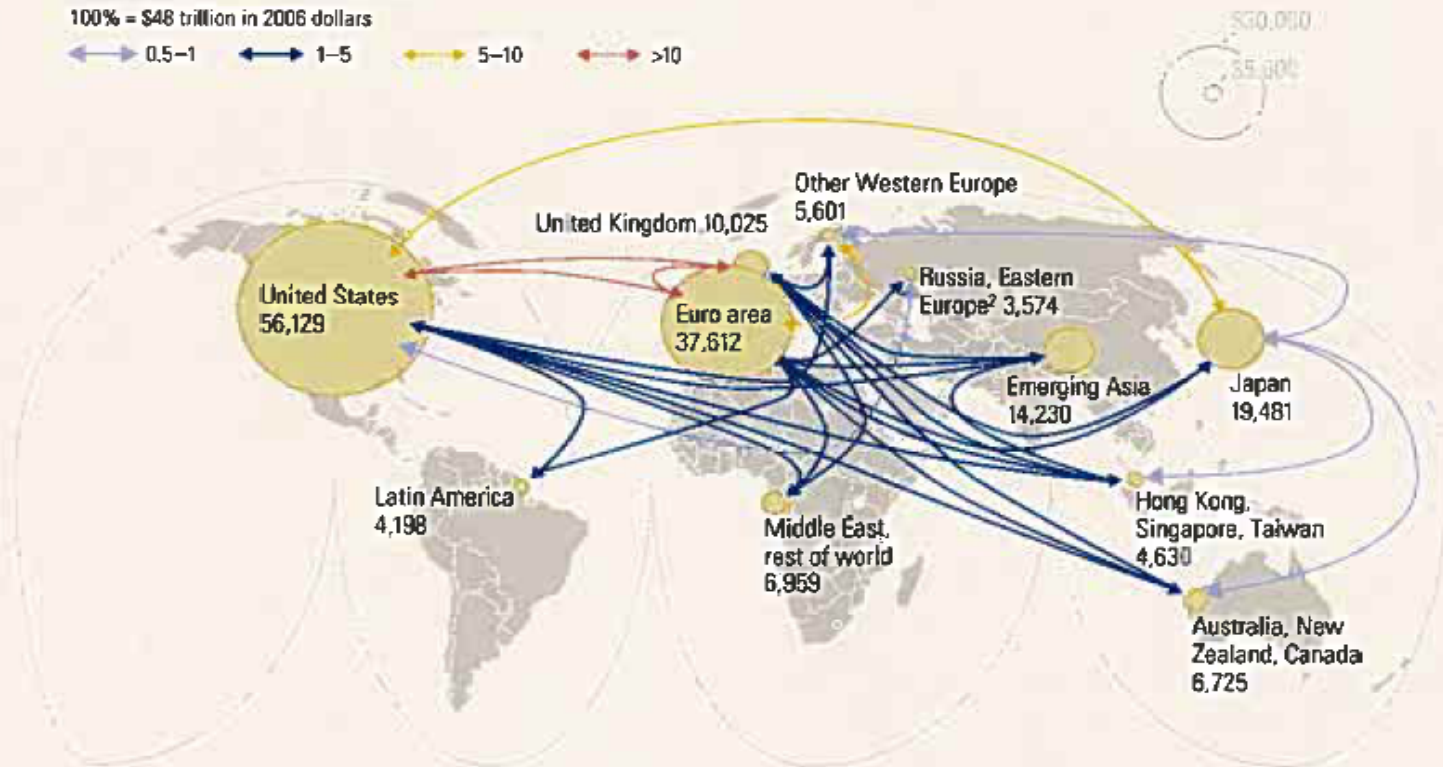 100% = $48 trillion in 2006 dollars
0.5–1
1–5
5–10
>10
Other Western Europe
5,601
United Kingdom 10,025
United States
56,129
Euro area
37,612
Russia, Eastern
Europe² 3,574
Emerging Asia
14,230
Japan
19,481
Latin America
4,198
Middle East,
rest of world
6,959
Hong Kong,
Singapore, Taiwan
4,630
Australia, New
Zealand, Canada
6,725